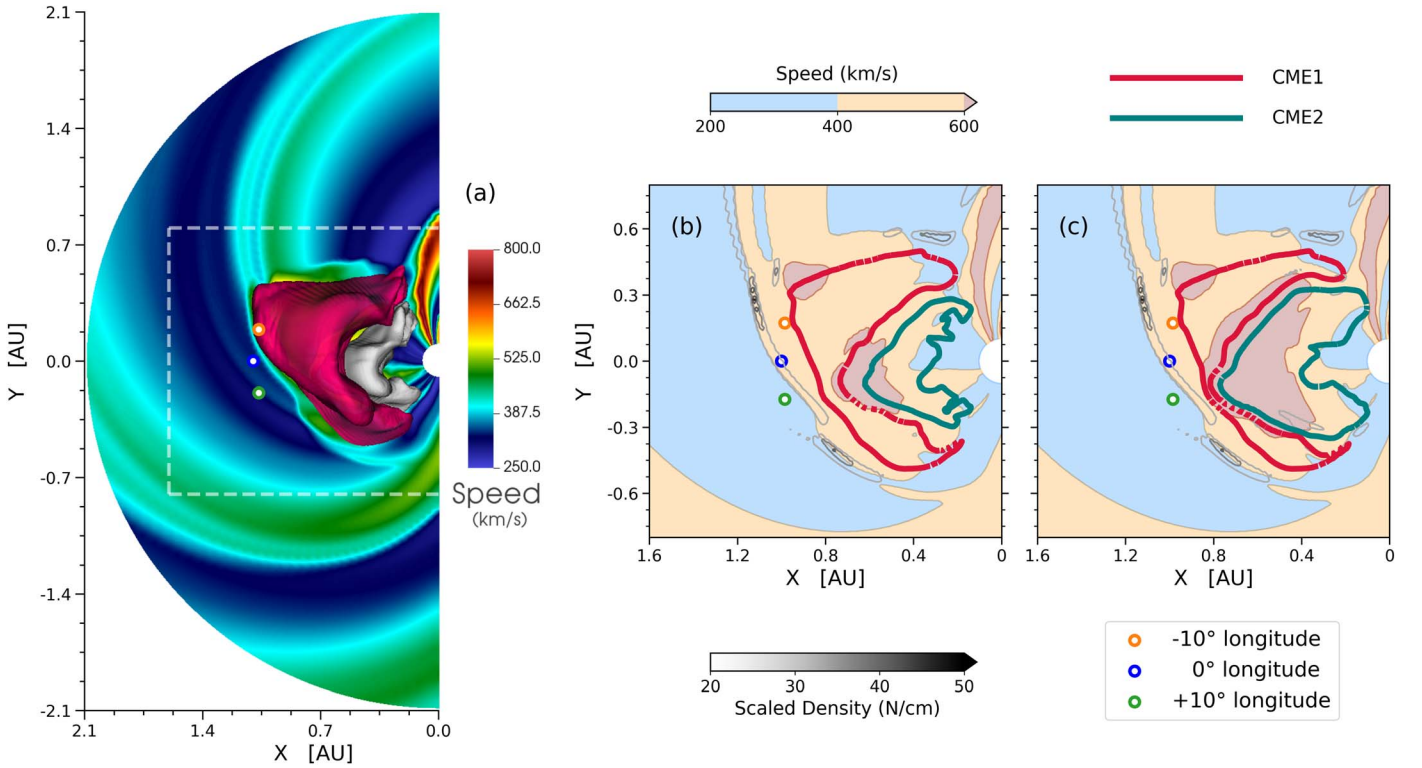 (a)
Y [AU]
2.1
1.4
0.7
0.0
-0.7
-1.4
-2.1
2.1
1.4
0.7
0.0
X [AU]
800.0
662.5
525.0
387.5
250.0
Speed
(km/s)
Speed (km/s)
200
400
600
CME1
CME2
(b)
Y [AU]
0.6
0.3
0.0
-0.3
-0.6
1.6
1.2
0.8
0.4
0
X [AU]
(c)
1.6
1.2
0.8
0.4
0
X [AU]
20
30
40
50
Scaled Density (N/cm)
-10° longitude
0° longitude
+10° longitude